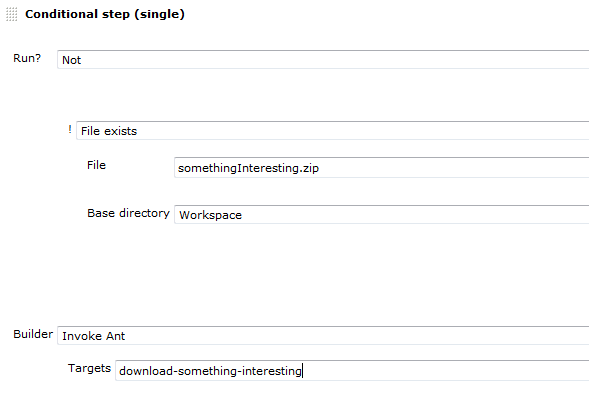 Conditional step (single)
Run? Not
! File exists
File somethingInteresting.zip
Base directory Workspace
Builder Invoke Ant
Targets download-something-interesting